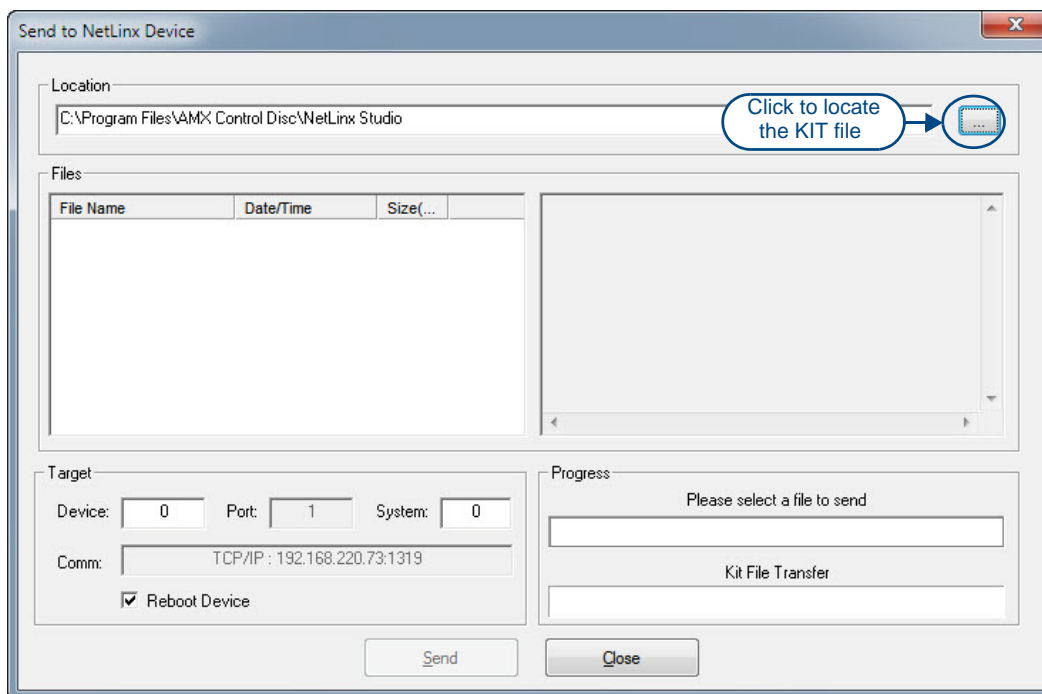 Send to NetLinx Device
Location
C:\Program Files\AMX Control Disc\NetLinx Studio
Click to locate
the KIT file
...
Files
File Name Date/Time Size(...
Target
Device: 0 Port: 1 System: 0
Comm: TCP/IP : 192.168.220.73:1319
Reboot Device
Progress
Please select a file to send
Kit File Transfer
Send Close